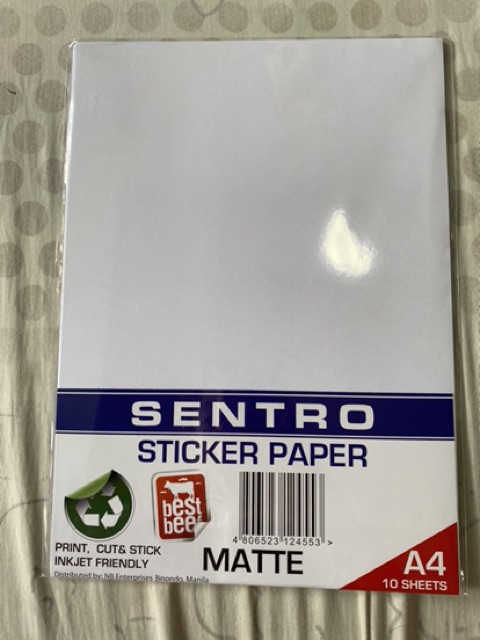 SENTRO
STICKER PAPER
best
beef
4 806523 124553 >
PRINT, CUT& STICK
INKJET FRIENDLY
MATTE
A4
10 SHEETS
Distributed by: NB Enterprises, Binondo, Manila